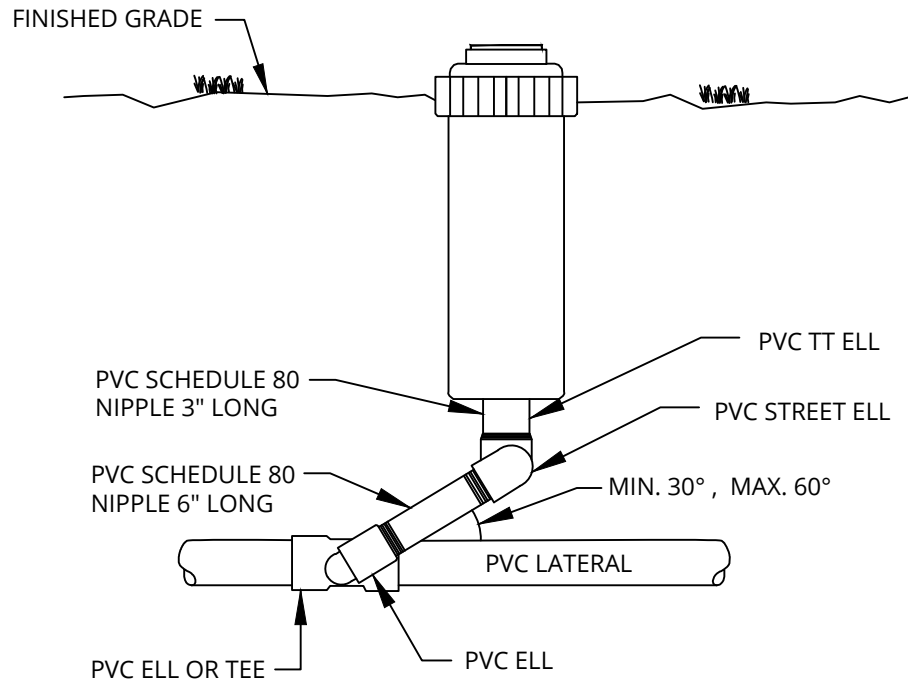 FINISHED GRADE
PVC TT ELL
PVC SCHEDULE 80
NIPPLE 3" LONG
PVC STREET ELL
PVC SCHEDULE 80
NIPPLE 6" LONG
MIN. 30° , MAX. 60°
PVC LATERAL
PVC ELL OR TEE
PVC ELL